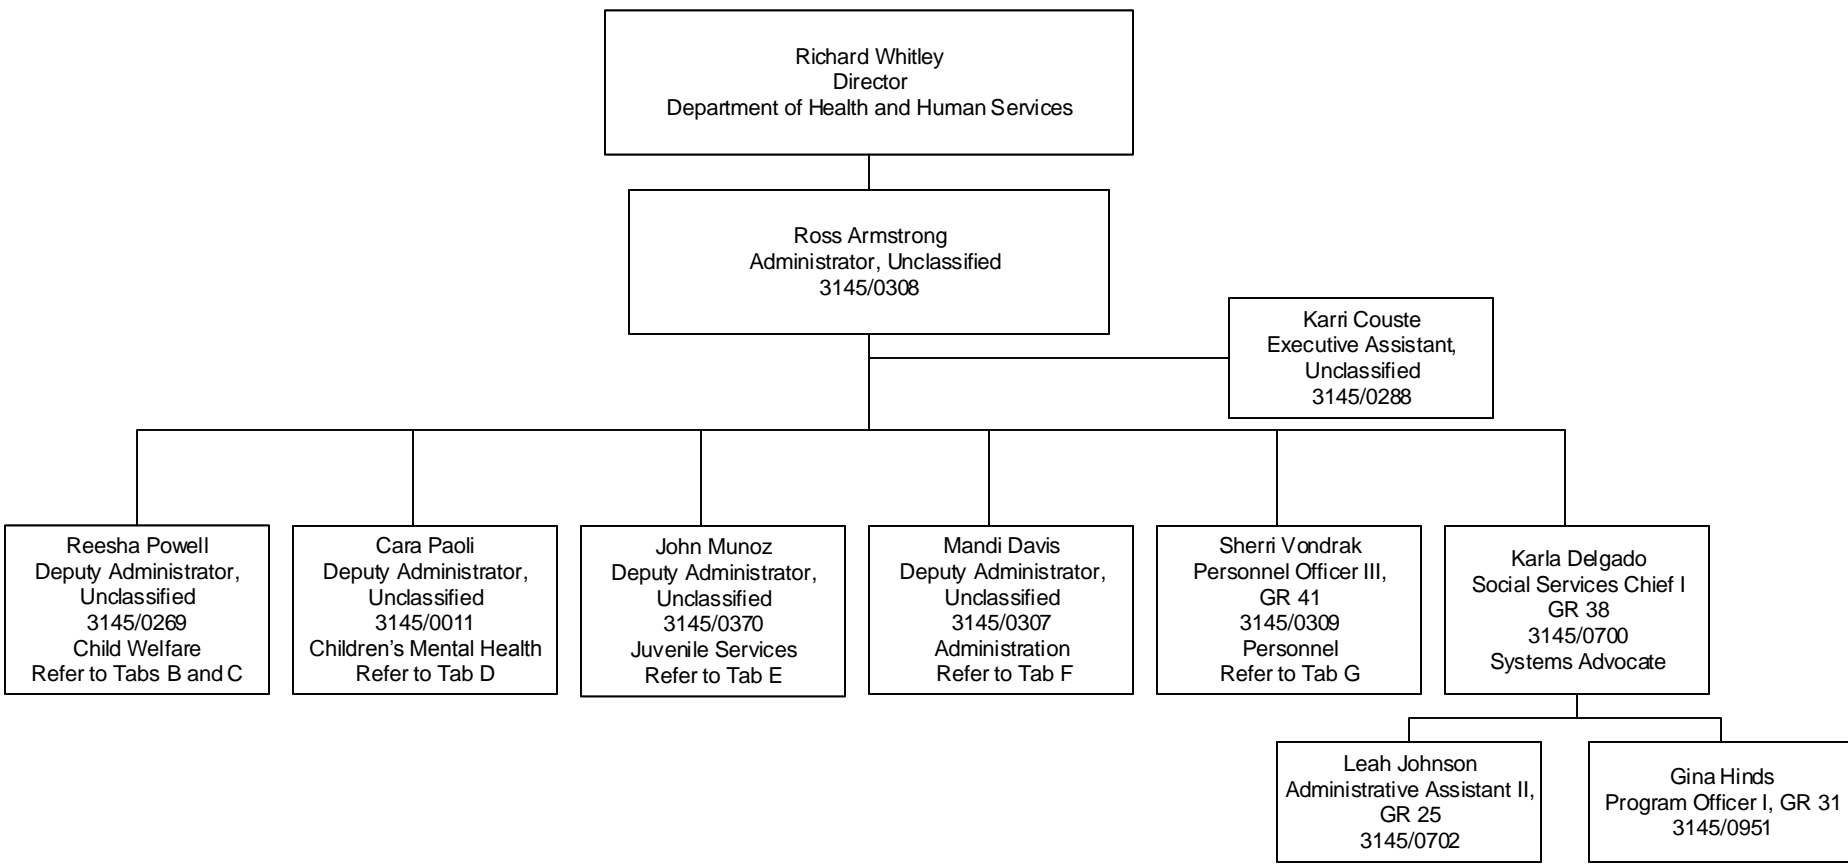 Richard Whitley
Director
Department of Health and Human Services
Ross Armstrong
Administrator, Unclassified
3145/0308
Karri Couste
Executive Assistant,
Unclassified
3145/0288
Reesha Powell
Deputy Administrator,
Unclassified
3145/0269
Child Welfare
Refer to Tabs B and C
Cara Paoli
Deputy Administrator,
Unclassified
3145/0011
Children’s Mental Health
Refer to Tab D
John Munoz
Deputy Administrator,
Unclassified
3145/0370
Juvenile Services
Refer to Tab E
Mandi Davis
Deputy Administrator,
Unclassified
3145/0307
Administration
Refer to Tab F
Sherri Vondrak
Personnel Officer III,
GR 41
3145/0309
Personnel
Refer to Tab G
Karla Delgado
Social Services Chief I
GR 38
3145/0700
Systems Advocate
Leah Johnson
Administrative Assistant II,
GR 25
3145/0702
Gina Hinds
Program Officer I, GR 31
3145/0951